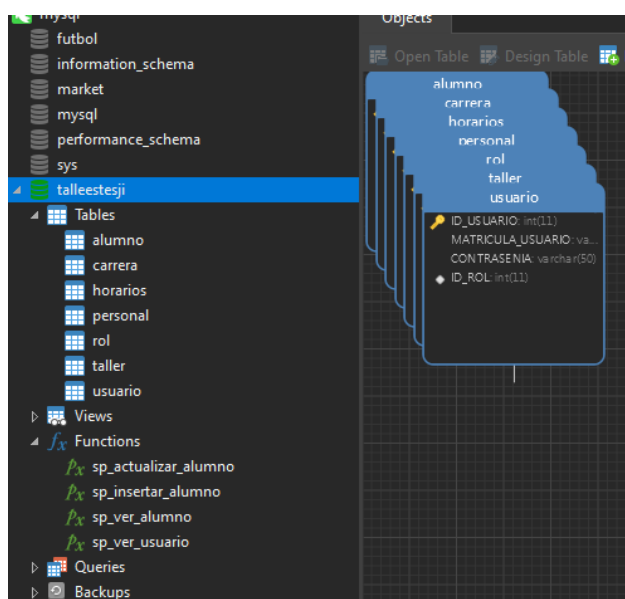 mysql
futbol
information_schema
market
mysql
performance_schema
sys
talleestesji
Tables
alumno
carrera
horarios
personal
rol
taller
usuario
Views
Functions
sp_actualizar_alumno
sp_insertar_alumno
sp_ver_alumno
sp_ver_usuario
Queries
Backups
Objects
Open Table Design Table
alumno
carrera
horarios
personal
rol
taller
usuario
ID_USUARIO: int(11)
MATRICULA_USUARIO: va...
CONTRASENIA: varchar(50)
ID_ROL: int(11)